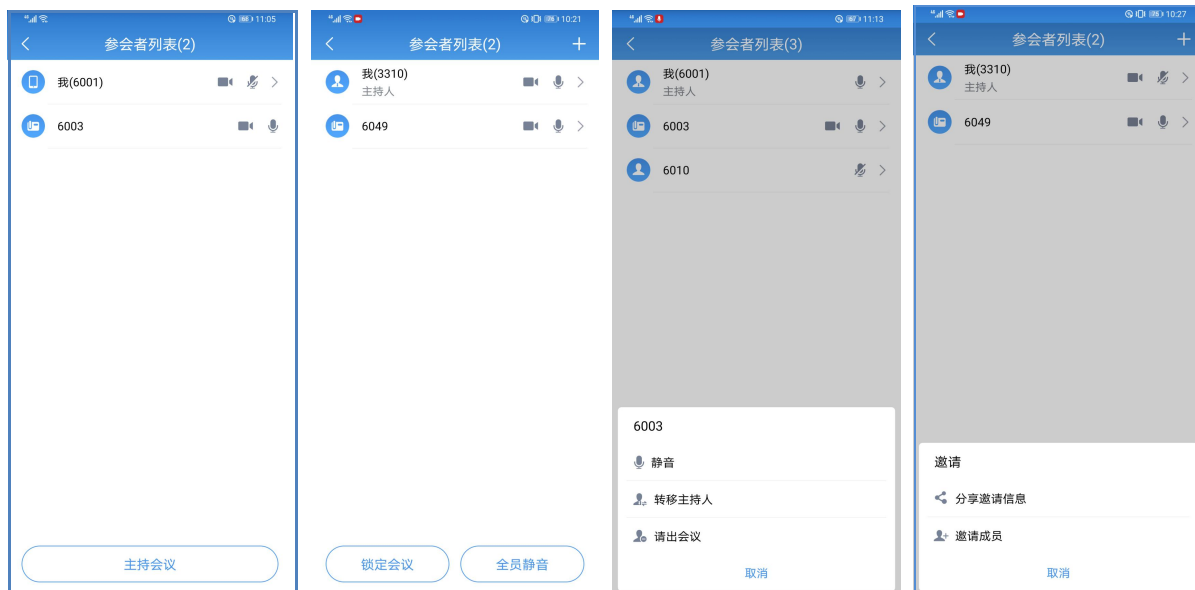 11:05
参会者列表(2)
我(6001)
6003
主持会议
76 10:21
参会者列表(2)
我(3310)
主持人
6049
锁定会议 全员静音
67 11:13
参会者列表(3)
我(6001)
主持人
6003
6010
6003
静音
转移主持人
请出会议
取消
75 10:27
参会者列表(2)
我(3310)
主持人
6049
邀请
分享邀请信息
邀请成员
取消